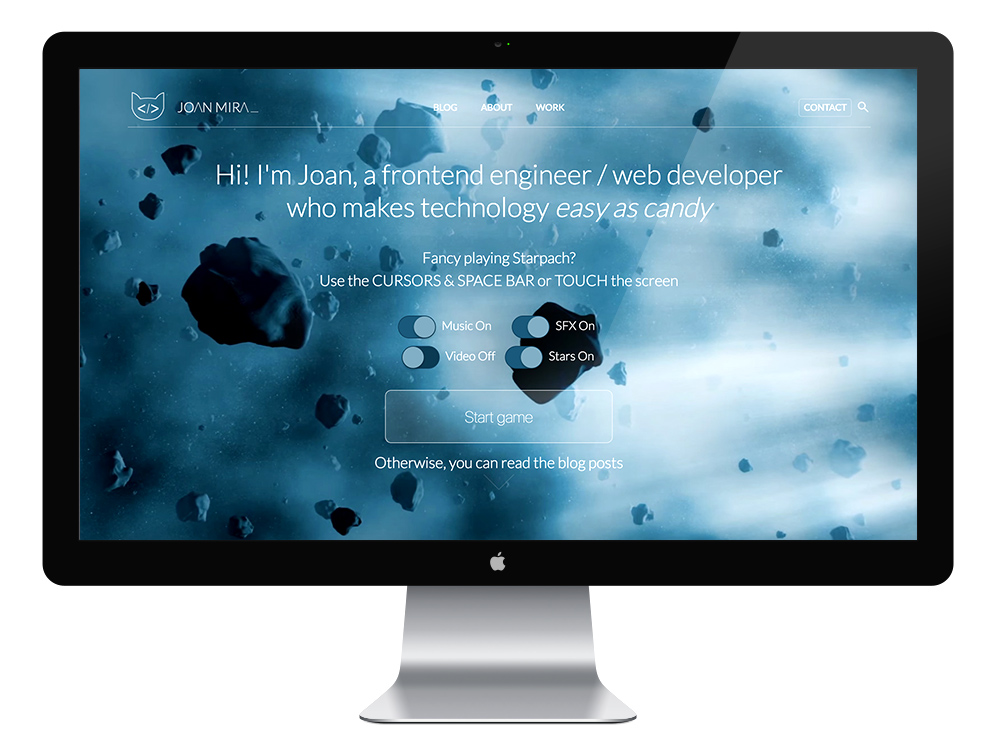 </> JOAN MIRA_
BLOG ABOUT WORK
CONTACT
Hi! I'm Joan, a frontend engineer / web developer
who makes technology easy as candy
Fancy playing Starpach?
Use the CURSORS & SPACE BAR or TOUCH the screen
Music On SFX On
Video Off Stars On
Start game
Otherwise, you can read the blog posts